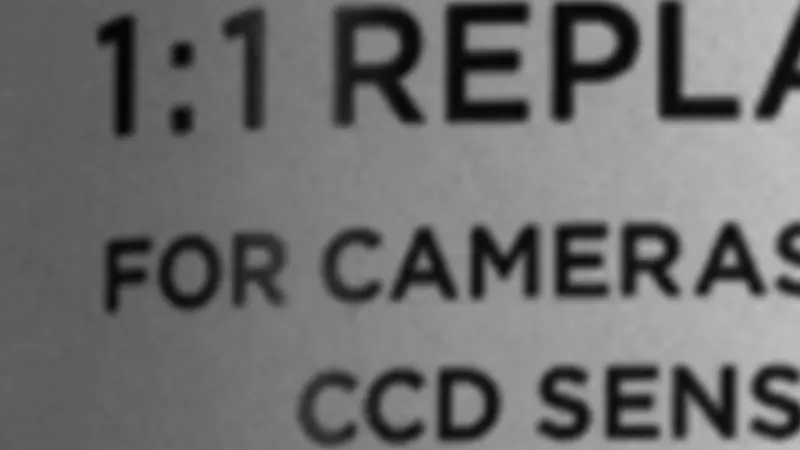 1:1 REPLA
FOR CAMERAS
CCD SENS